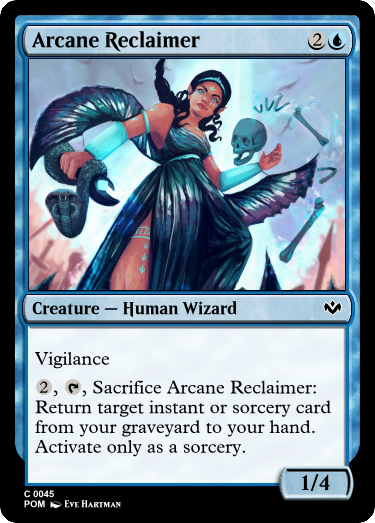 Arcane Reclaimer 2
Creature — Human Wizard
Vigilance
2, Sacrifice Arcane Reclaimer:
Return target instant or sorcery card
from your graveyard to your hand.
Activate only as a sorcery.
1/4
C 0045
POM Eve Hartman